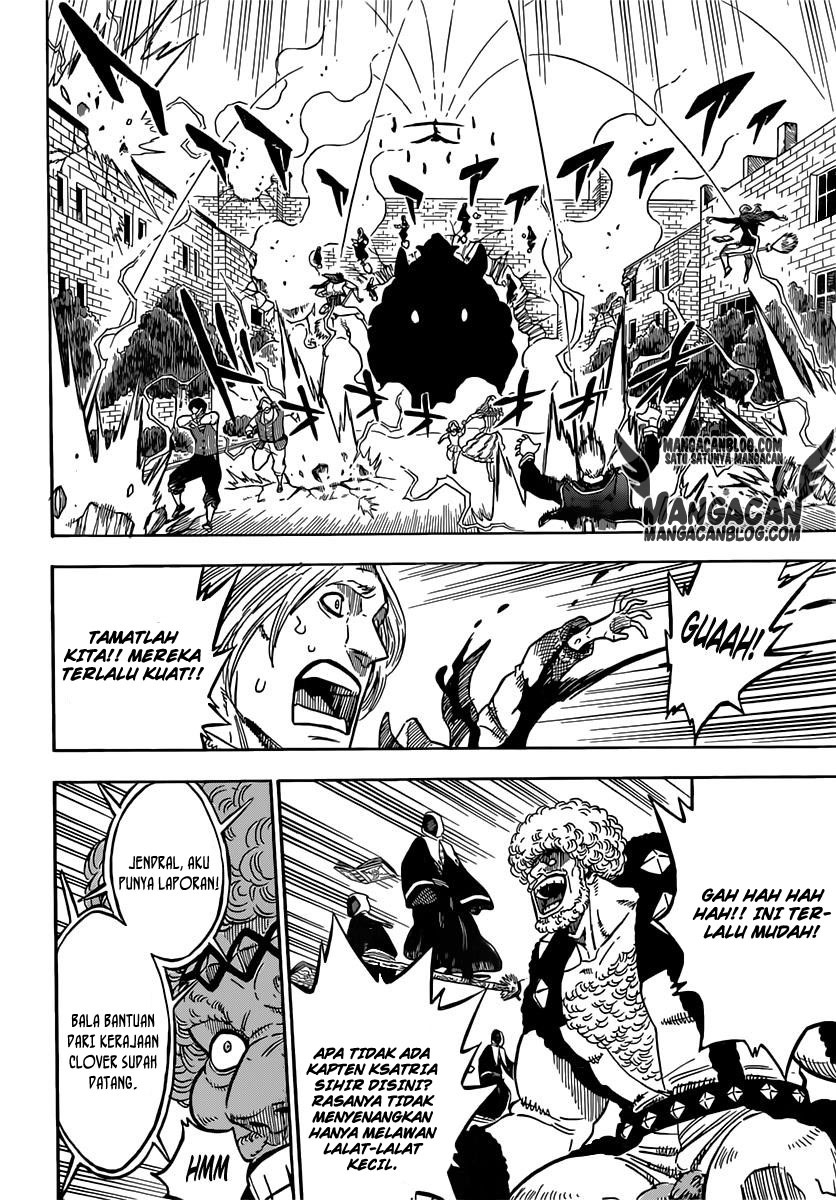 MANGACANBLOG.COM
SATU SATUNYA MANGACAN
MANGACAN
MANGACANBLOG.COM
GUAAH!
TAMATLAH
KITA!! MEREKA
TERLALU KUAT!!
GAH HAH HAH
HAH!! INI TER-
LALU MUDAH!
APA TIDAK ADA
KAPTEN KSATRIA
SIHIR DISINI?
RASANYA TIDAK
MENYENANGKAN
HANYA MELAWAN
LALAT-LALAT
KECIL.
JENDRAL, AKU
PUNYA LAPORAN!
BALA BANTUAN
DARI KERAJAAN
CLOVER SUDAH
DATANG.
HMM